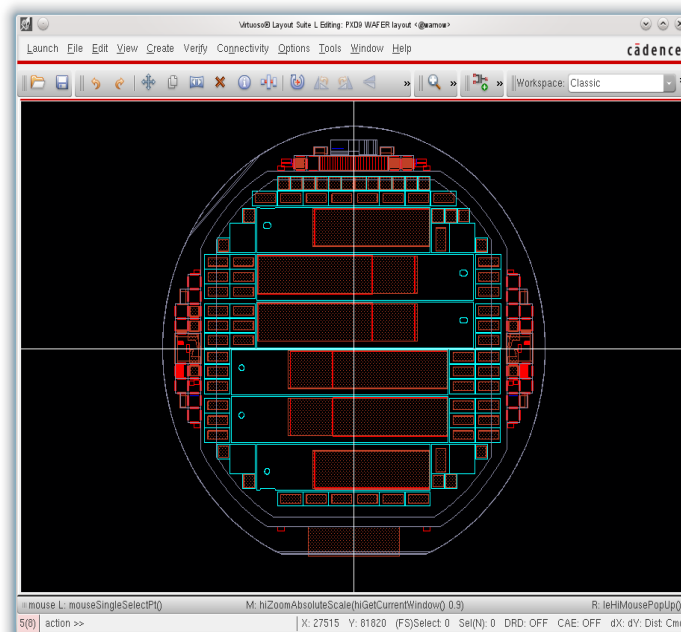 Virtuoso® Layout Suite L Editing: PXD9 WAFER layout <@warnow>
Launch File Edit View Create Verify Connectivity Options Tools Window Help
cādence
» » » Workspace: Classic
mouse L: mouseSingleSelectPt() M: hiZoomAbsoluteScale(hiGetCurrentWindow() 0.9) R: leHiMousePopUp()
5(8) action >> X: 27515 Y: 81820 (FS)Select: 0 Sel(N): 0 DRD: OFF CAE: OFF dX: dY: Dist: Cmd